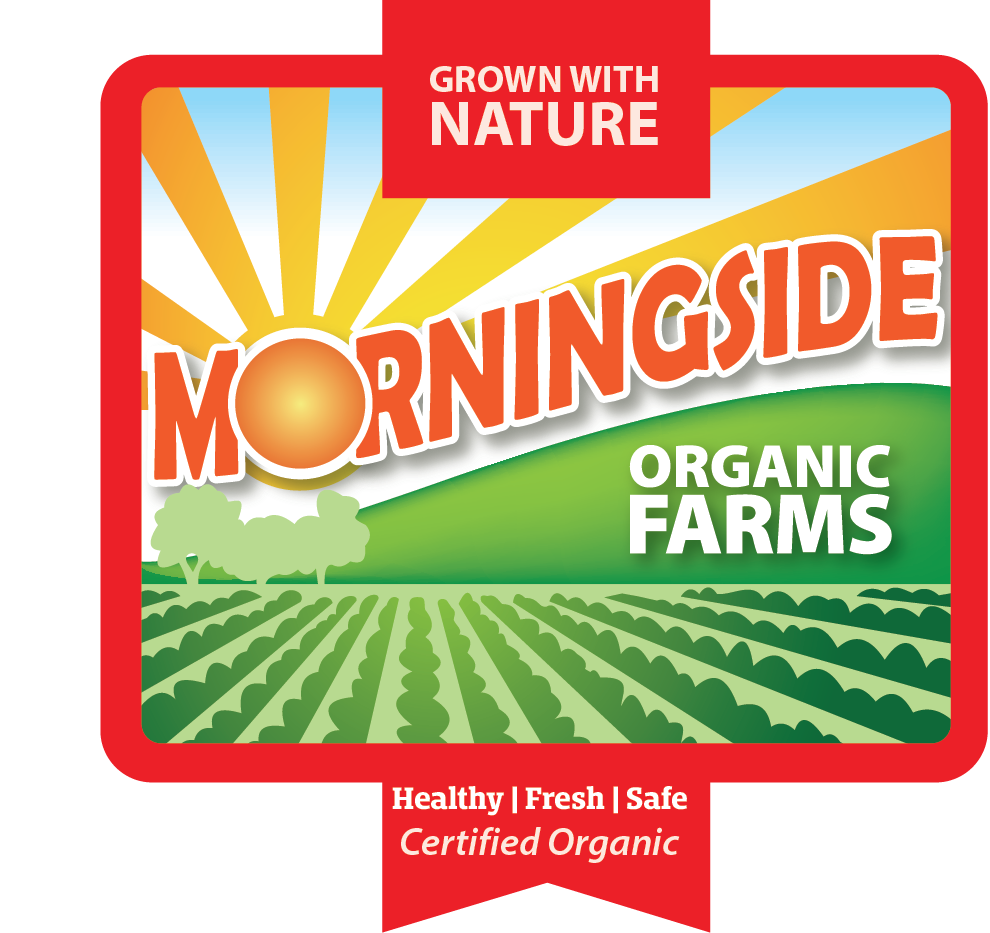 GROWN WITH
NATURE
MORNINGSIDE
ORGANIC
FARMS
Healthy | Fresh | Safe
Certified Organic